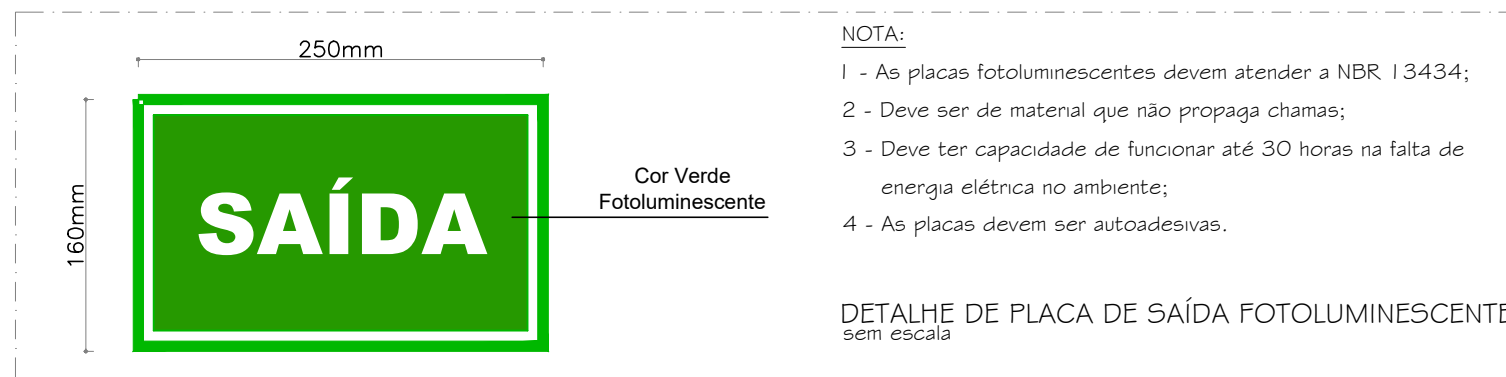 250mm
160mm
SAÍDA
Cor Verde
Fotoluminescente
NOTA:
1 - As placas fotoluminescentes devem atender a NBR 13434;
2 - Deve ser de material que não propaga chamas;
3 - Deve ter capacidade de funcionar até 30 horas na falta de
energia elétrica no ambiente;
4 - As placas devem ser autoadesivas.
DETALHE DE PLACA DE SAÍDA FOTOLUMINESCENTE
sem escala